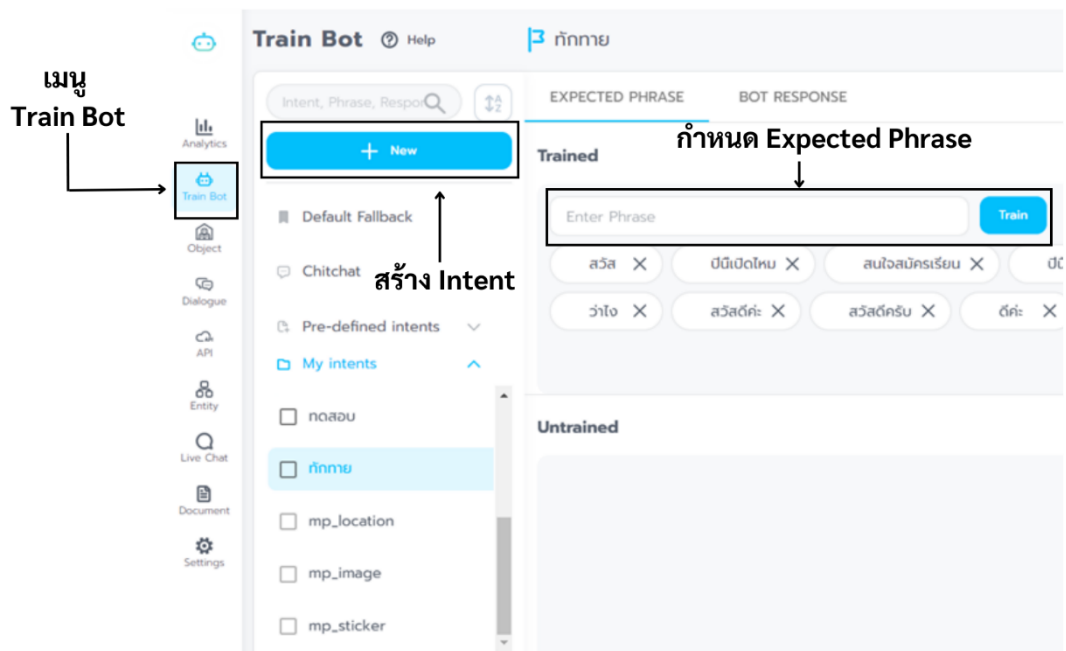 เมนู
Train Bot
Analytics
Train Bot
Object
Dialogue
API
Entity
Live Chat
Document
Settings
Train Bot
Help
Intent, Phrase, Respor
New
สร้าง Intent
Default Fallback
Chitchat
Pre-defined intents
My intents
ทดสอบ
ทักทาย
mp_location
mp_image
mp_sticker
ทักทาย
EXPECTED PHRASE BOT RESPONSE
กำหนด Expected Phrase
Trained
Enter Phrase Train
สวัส ปีนี้เปิดไหม สนใจสมัครเรียน
ว่าไง สวัสดีค่ะ สวัสดีครับ ดีค่ะ
Untrained